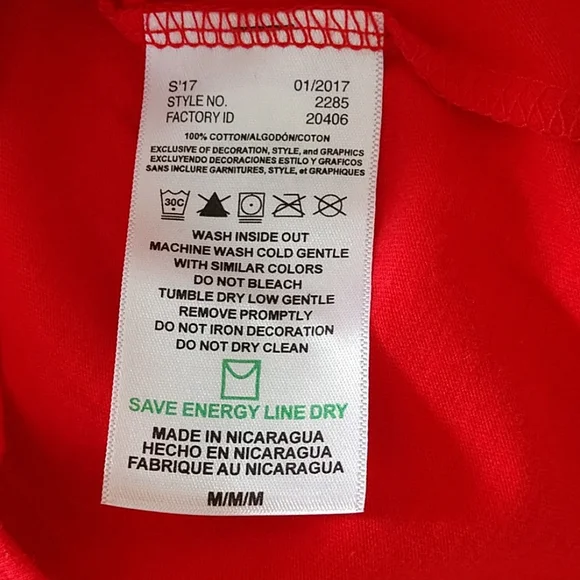 S'17 01/2017
STYLE NO. 2285
FACTORY ID 20406
100% COTTON/ALGODÓN/COTON
EXCLUSIVE OF DECORATION, STYLE, and GRAPHICS
EXCLUYENDO DECORACIONES ESTILO Y GRAFICOS
SANS INCLURE GARNITURES, STYLE, et GRAPHIQUES
30C
WASH INSIDE OUT
MACHINE WASH COLD GENTLE
WITH SIMILAR COLORS
DO NOT BLEACH
TUMBLE DRY LOW GENTLE
REMOVE PROMPTLY
DO NOT IRON DECORATION
DO NOT DRY CLEAN
SAVE ENERGY LINE DRY
MADE IN NICARAGUA
HECHO EN NICARAGUA
FABRIQUE AU NICARAGUA
M/M/M